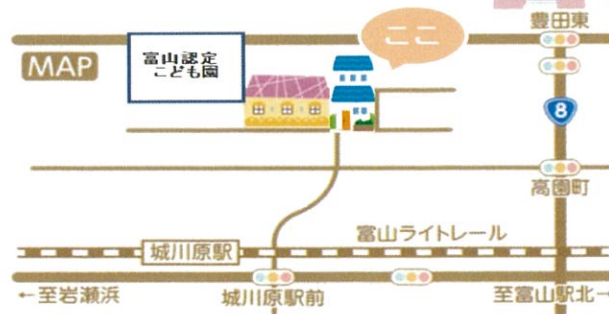 豊田東
ここ
MAP
富山認定
こども園
8
高園町
富山ライトレール
城川原駅
←至岩瀬浜
城川原駅前
至富山駅北→